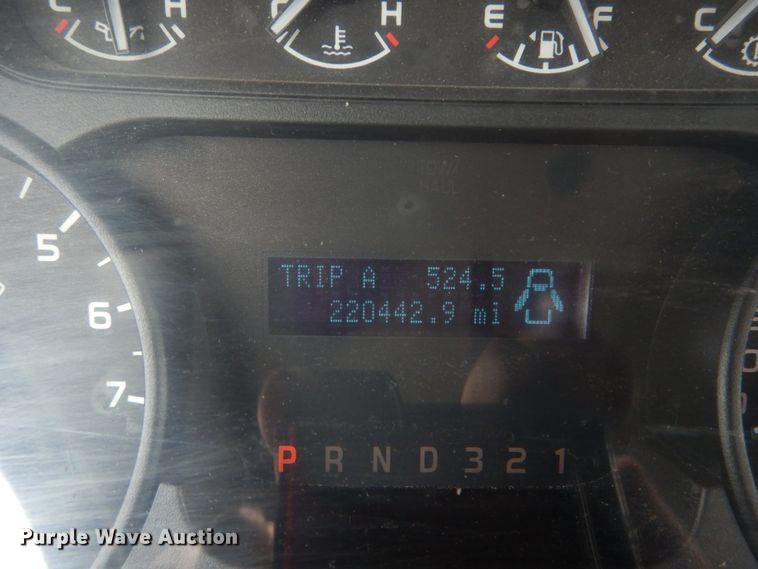 C H
C H
E F
C
TOW/
HAUL
5
6
7
TRIP A 524.5
220442.9 mi
P R N D 3 2 1
Purple Wave Auction